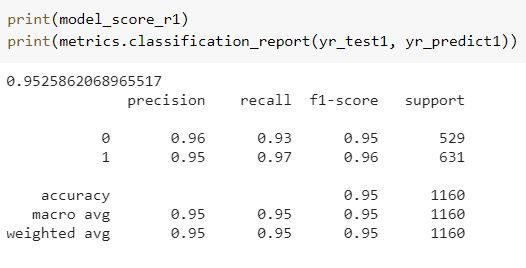 print(model_score_r1)
print(metrics.classification_report(yr_test1, yr_predict1))
0.9525862068965517
precision recall f1-score support
0 0.96 0.93 0.95 529
1 0.95 0.97 0.96 631
accuracy 0.95 1160
macro avg 0.95 0.95 0.95 1160
weighted avg 0.95 0.95 0.95 1160